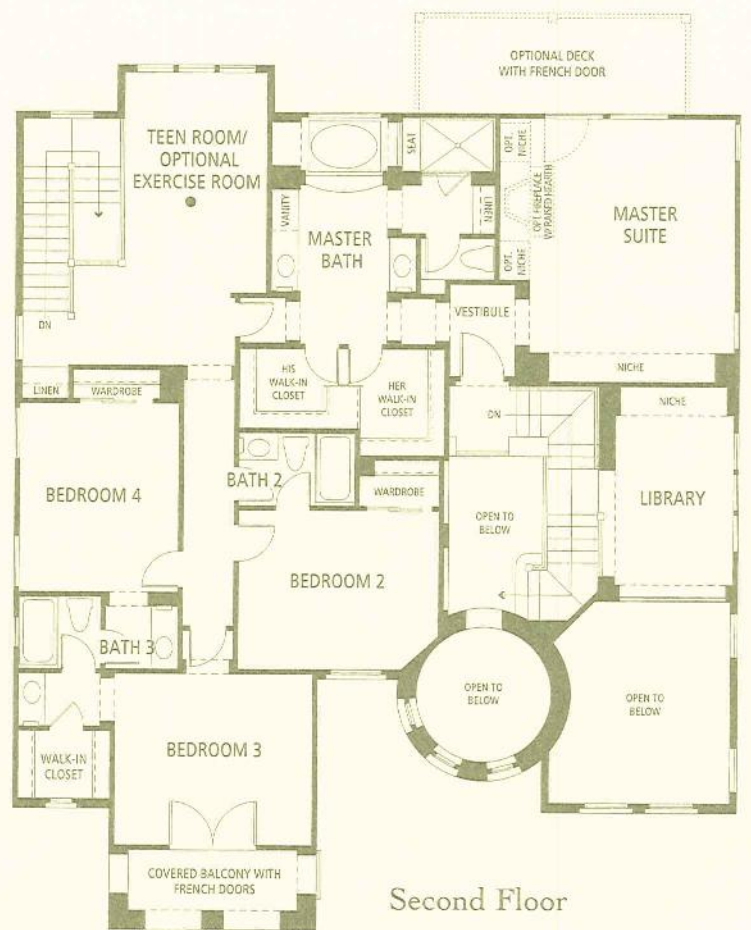 OPTIONAL DECK
WITH FRENCH DOOR
TEEN ROOM/
OPTIONAL
EXERCISE ROOM
SEAT
OPT.
NICHE
VANITY
LINEN
OPT. FIREPLACE
W/RAISED HEARTH
MASTER
BATH
MASTER
SUITE
OPT.
NICHE
DN
VESTIBULE
LINEN
WARDROBE
HIS
WALK-IN
CLOSET
HER
WALK-IN
CLOSET
NICHE
NICHE
DN
BEDROOM 4
BATH 2
WARDROBE
OPEN TO
BELOW
LIBRARY
BEDROOM 2
BATH 3
OPEN TO
BELOW
OPEN TO
BELOW
WALK-IN
CLOSET
BEDROOM 3
COVERED BALCONY WITH
FRENCH DOORS
Second Floor